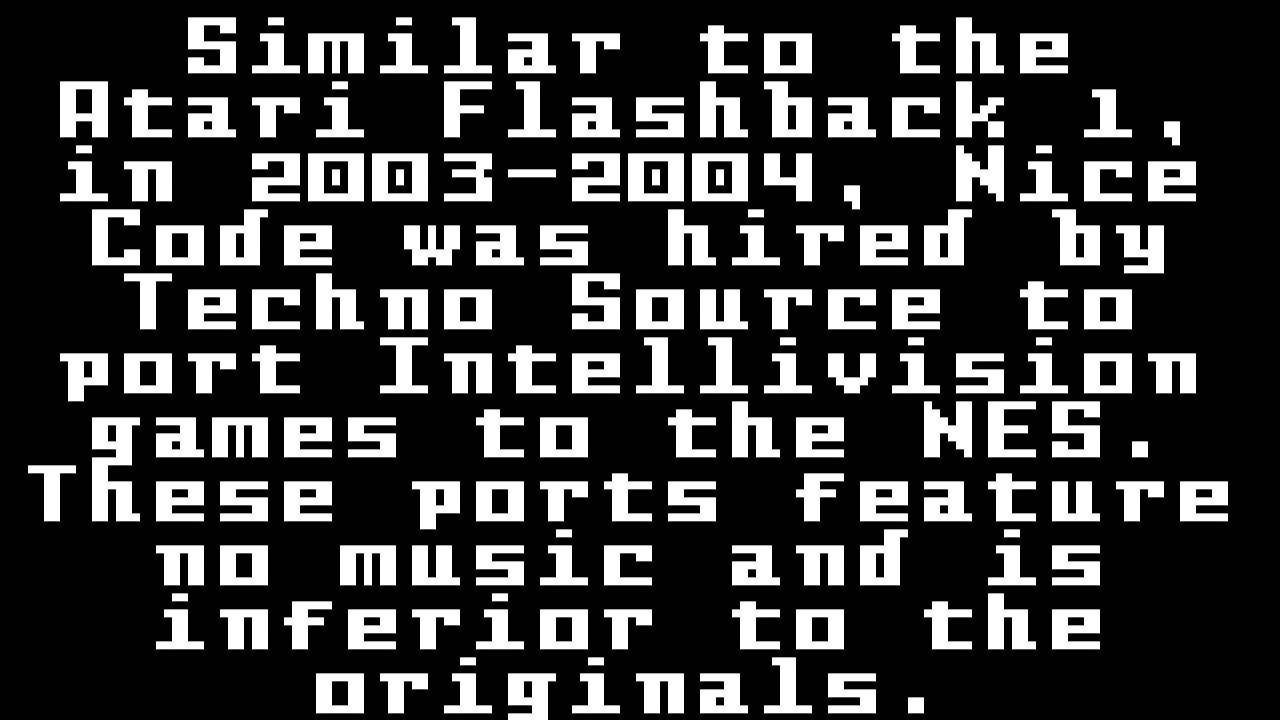 Similar to the
Atari Flashback 1,
in 2003-2004, Nice
Code was hired by
Techno Source to
port Intellivision
games to the NES.
These ports feature
no music and is
inferior to the
originals.